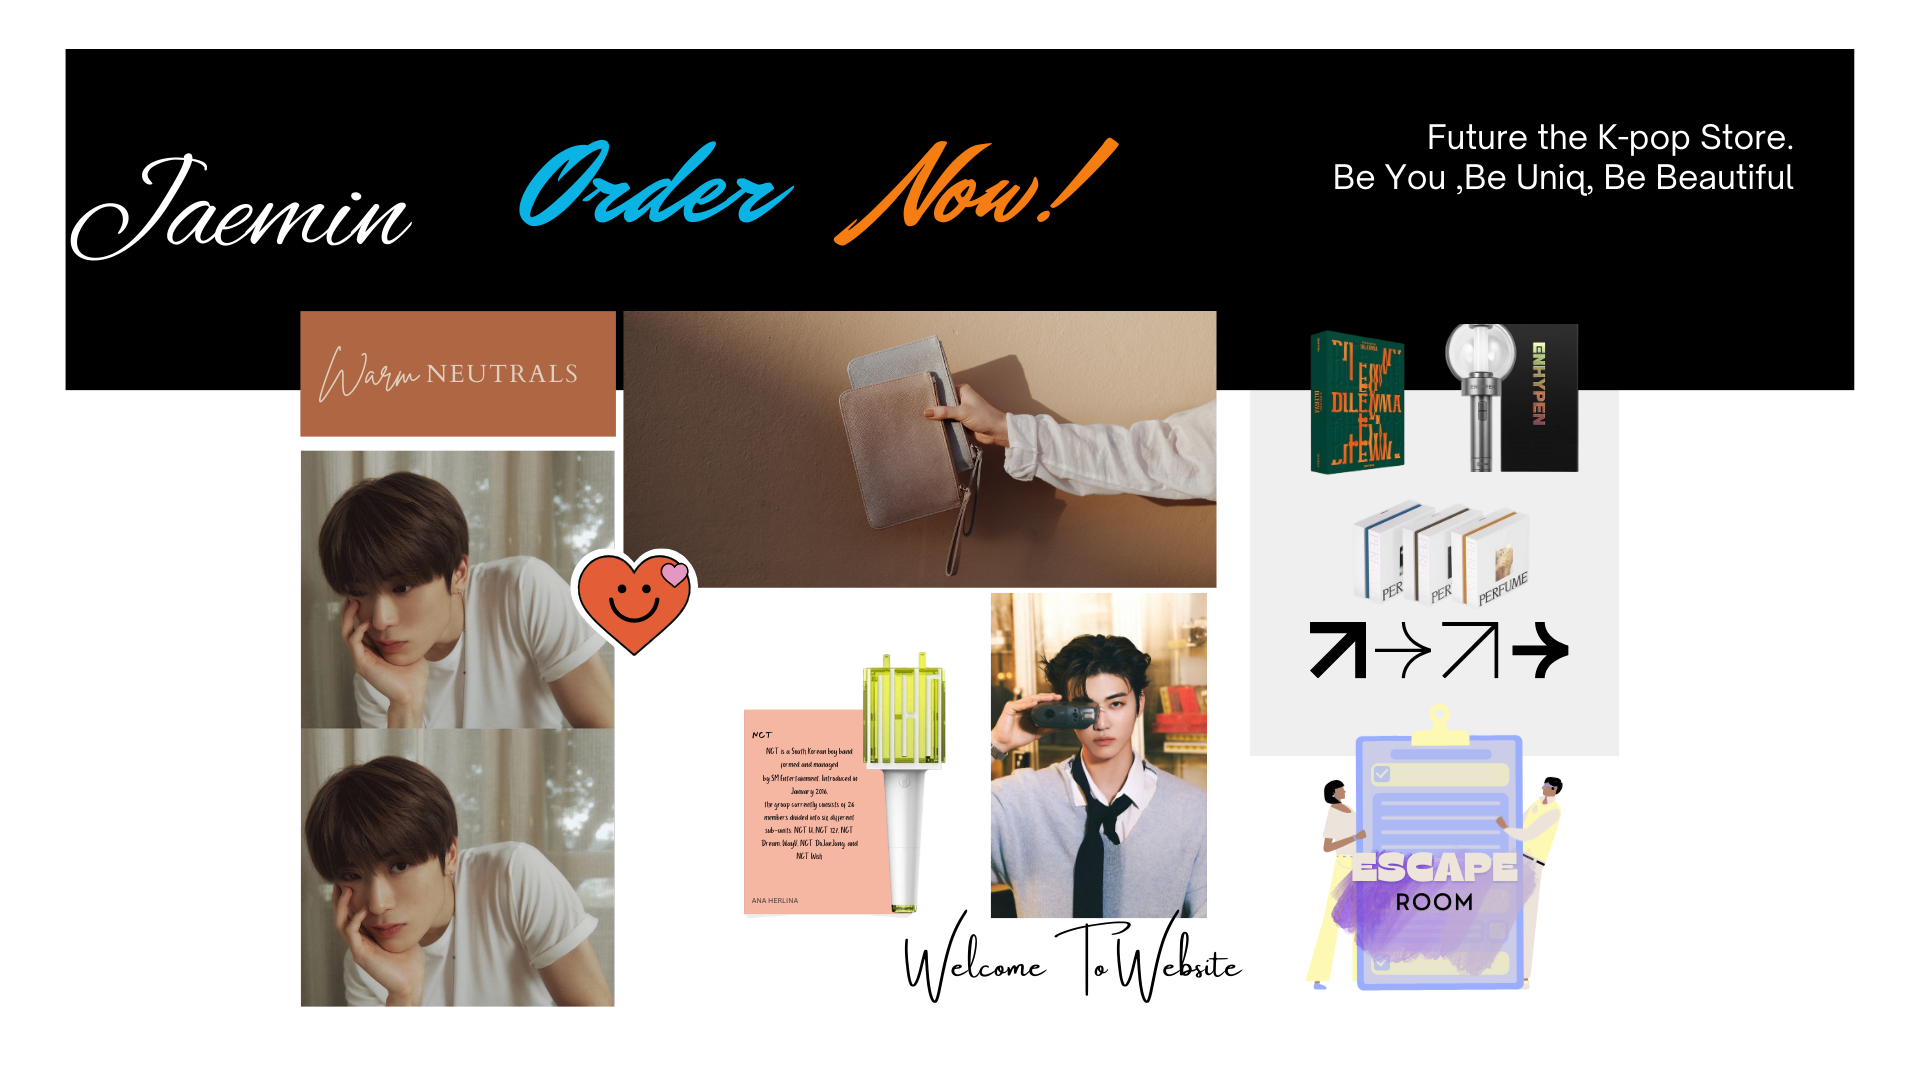 Jaemin
Order Now!
Future the K-pop Store.
Be You ,Be Uniq, Be Beautiful
Warm NEUTRALS
DILEMMA
ENHYPEN
PER
PER
PERFUME
NCT
NCT is a South Korean boy band
formed and managed
by SM Entertainment. Introduced in
January 2016,
the group currently consists of 26
members divided into six different
sub-units: NCT U, NCT 127, NCT
Dream, WayV, NCT DoJaeJung, and
NCT Wish
ANA HERLINA
Welcome To Website
ESCAPE
ROOM